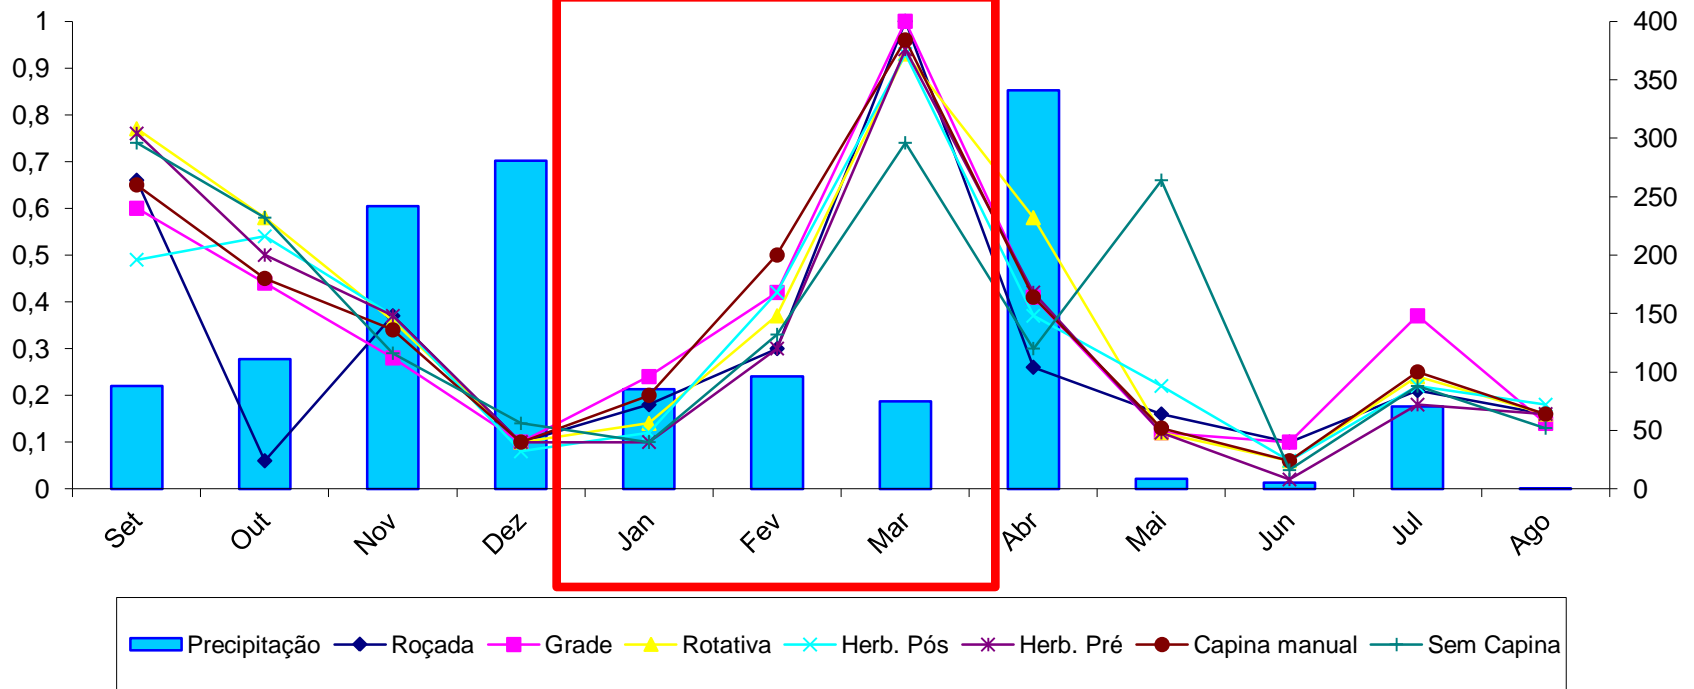 1
0,9
0,8
0,7
0,6
0,5
0,4
0,3
0,2
0,1
0
400
350
300
250
200
150
100
50
0
Set
Out
Nov
Dez
Jan
Fev
Mar
Abr
Mai
Jun
Jul
Ago
Precipitação Roçada Grade Rotativa Herb. Pós Herb. Pré Capina manual Sem Capina